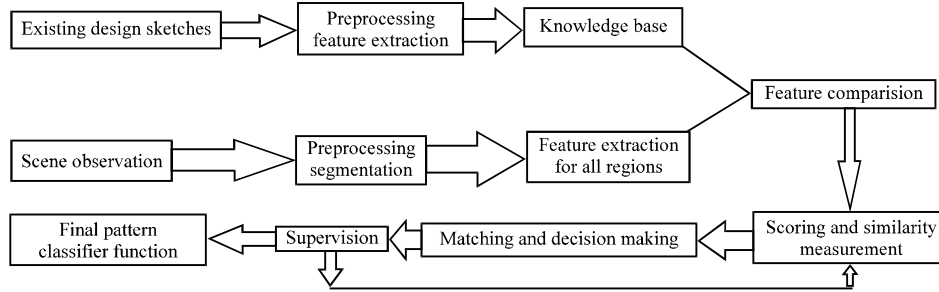 Existing design sketches
Preprocessing
feature extraction
Knowledge base
Feature comparision
Scene observation
Preprocessing
segmentation
Feature extraction
for all regions
Final pattern
classifier function
Supervision
Matching and decision making
Scoring and similarity
measurement